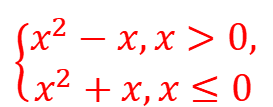 x² − x, x > 0,
x² + x, x ≤ 0